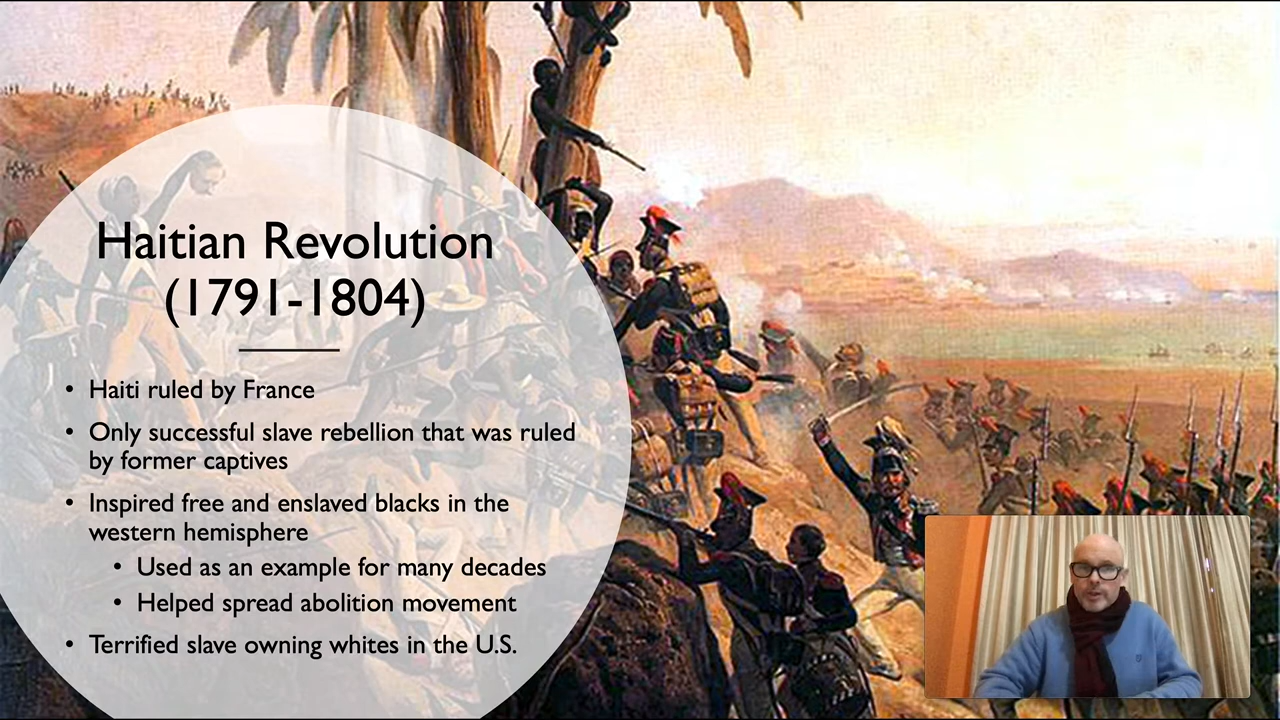 Haitian Revolution
(1791-1804)
• Haiti ruled by France
• Only successful slave rebellion that was ruled
by former captives
• Inspired free and enslaved blacks in the
western hemisphere
• Used as an example for many decades
• Helped spread abolition movement
• Terrified slave owning whites in the U.S.